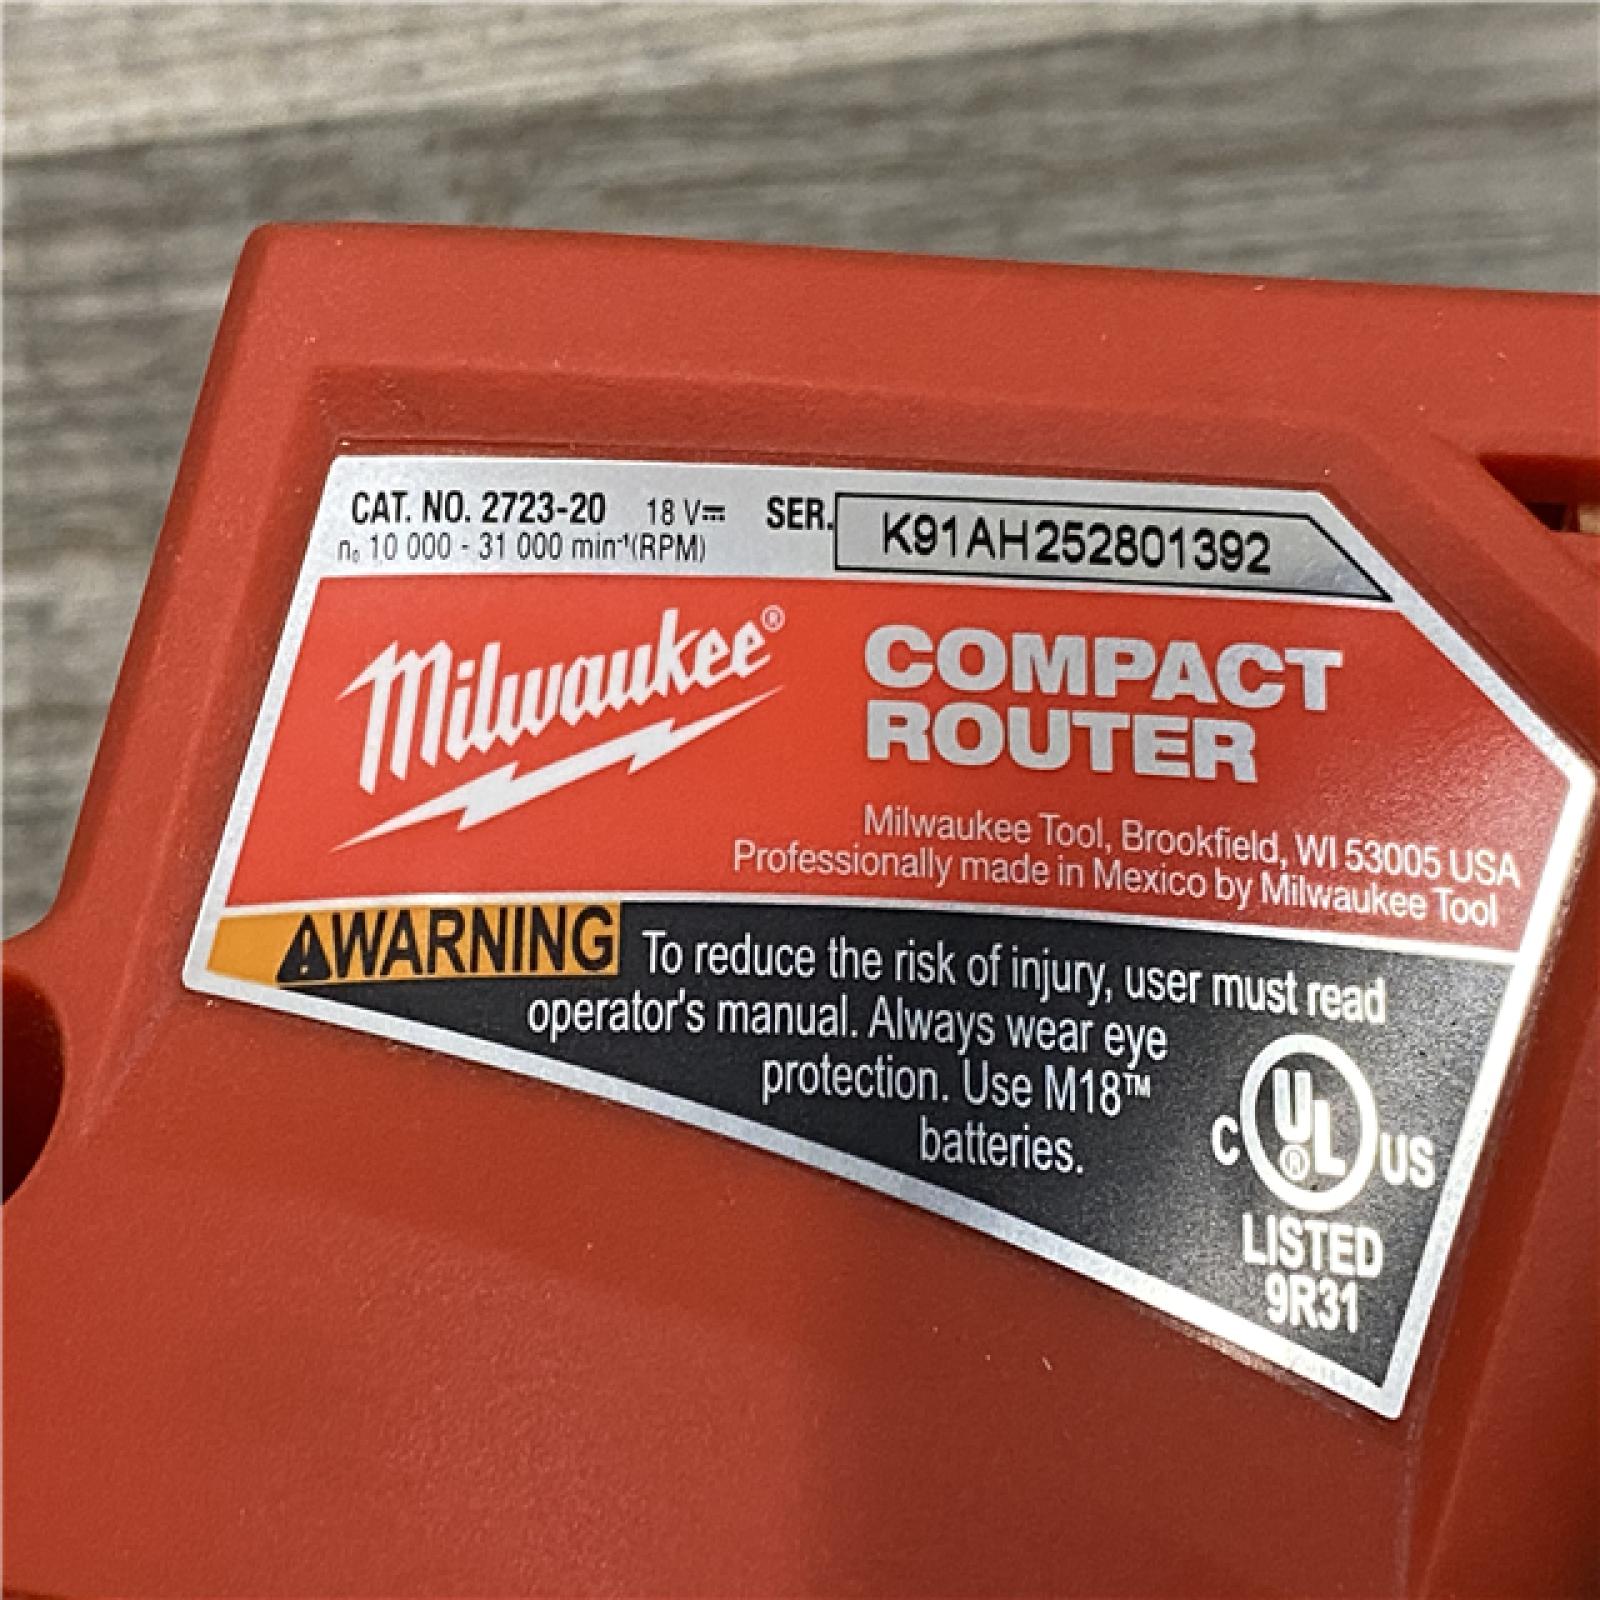 CAT. NO. 2723-20 18 V⎓ SER. K91AH252801392
n₀ 10 000 - 31 000 min⁻¹(RPM)
Milwaukee®
COMPACT
ROUTER
Milwaukee Tool, Brookfield, WI 53005 USA
Professionally made in Mexico by Milwaukee Tool
⚠WARNING To reduce the risk of injury, user must read
operator's manual. Always wear eye
protection. Use M18™
batteries.
C UL® US
LISTED
9R31